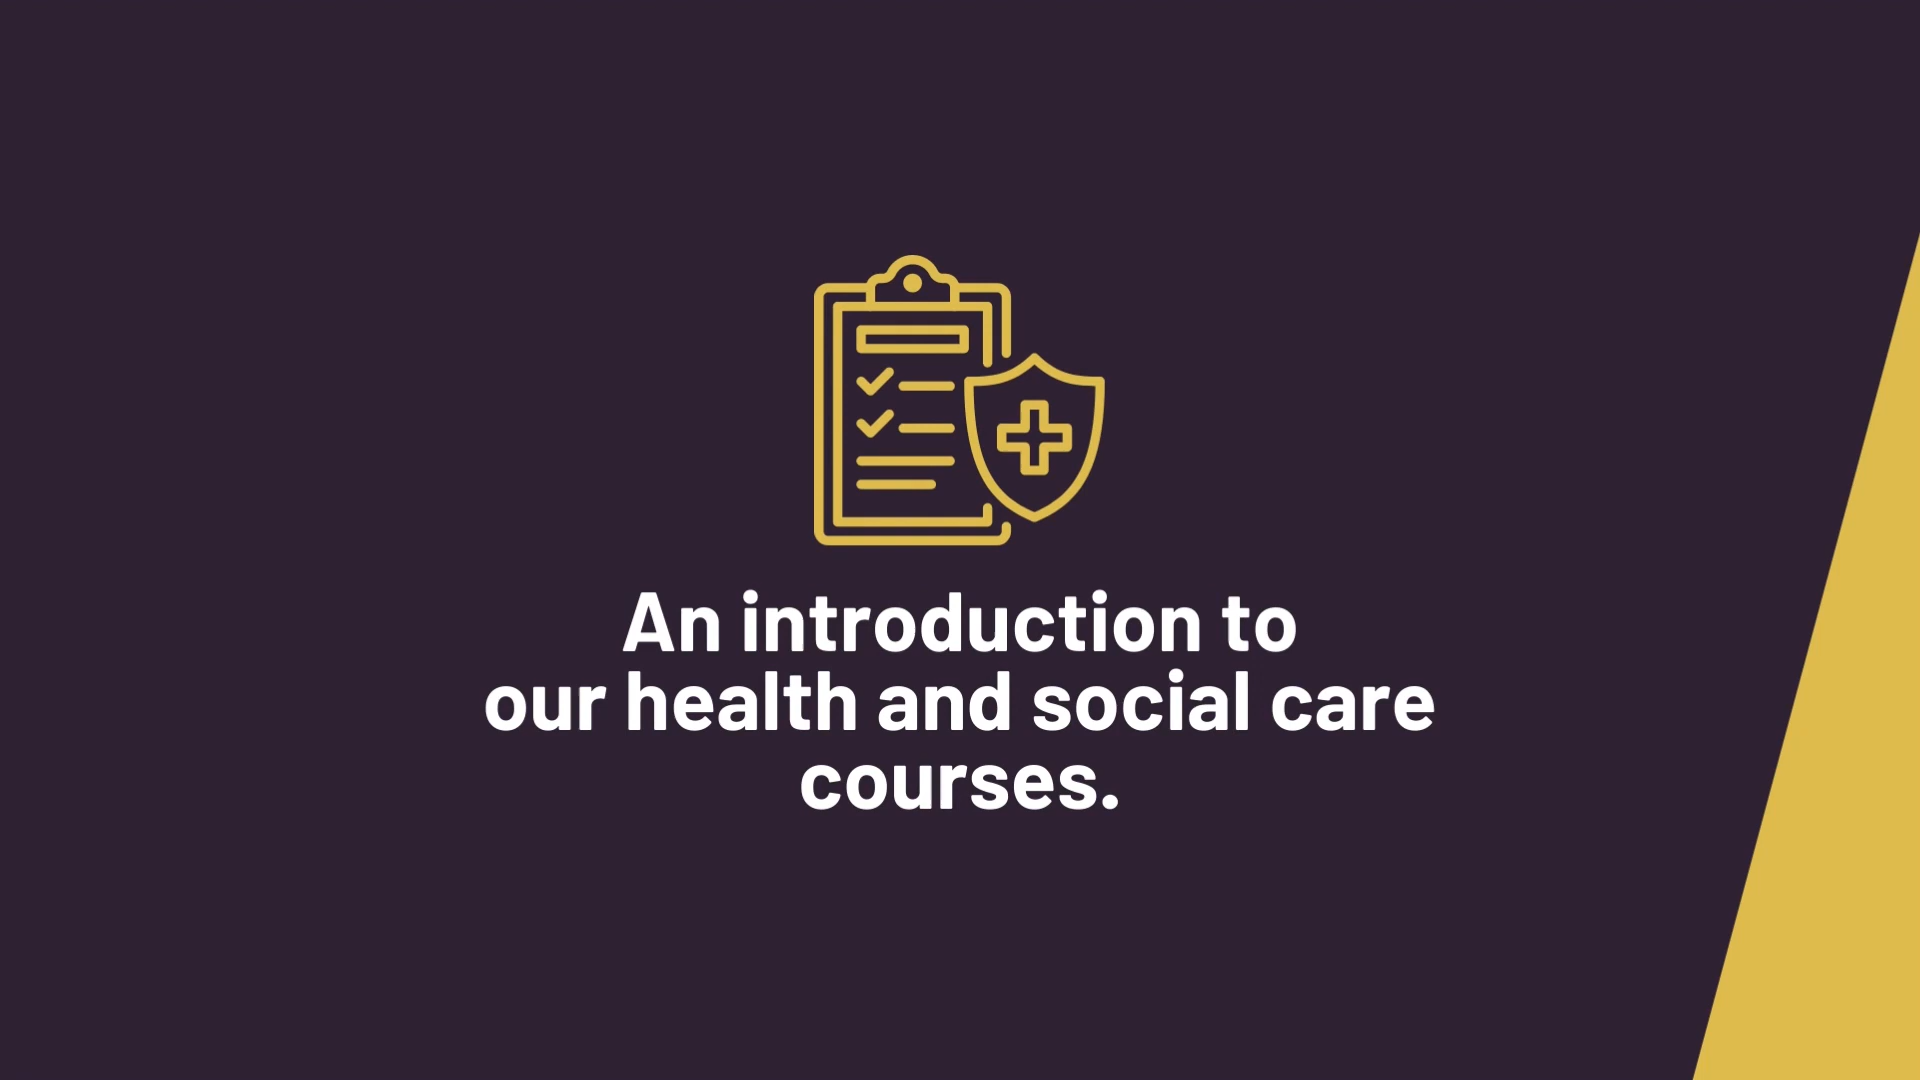 An introduction to
our health and social care
courses.